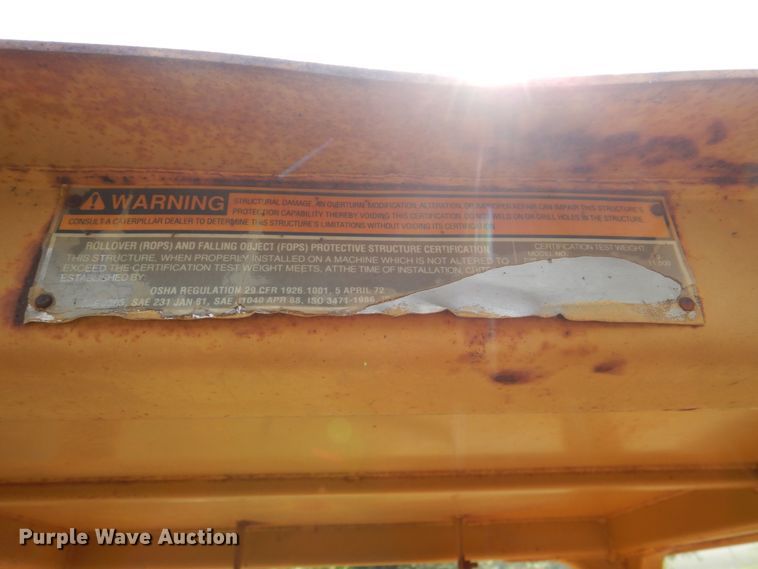 WARNING
STRUCTURAL DAMAGE, AN OVERTURN, MODIFICATION, ALTERATION, OR IMPROPER REPAIR CAN IMPAIR THIS STRUCTURE'S
PROTECTION CAPABILITY THEREBY VOIDING THIS CERTIFICATION. DO NOT WELD ON OR DRILL HOLES IN THE STRUCTURE.
CONSULT A CATERPILLAR DEALER TO DETERMINE THIS STRUCTURE'S LIMITATIONS WITHOUT VOIDING ITS CERTIFICATION.
ROLLOVER (ROPS) AND FALLING OBJECT (FOPS) PROTECTIVE STRUCTURE CERTIFICATION
THIS STRUCTURE, WHEN PROPERLY INSTALLED ON A MACHINE WHICH IS NOT ALTERED TO
EXCEED THE CERTIFICATION TEST WEIGHT MEETS, AT THE TIME OF INSTALLATION,
ESTABLISHED BY:
OSHA REGULATION 29 CFR 1926.1001, 5 APRIL 72
SAE 231 JAN 81, SAE 1040 APR 88, ISO 3471-1986
CERTIFICATION TEST WEIGHT
MODEL NO.
Purple Wave Auction